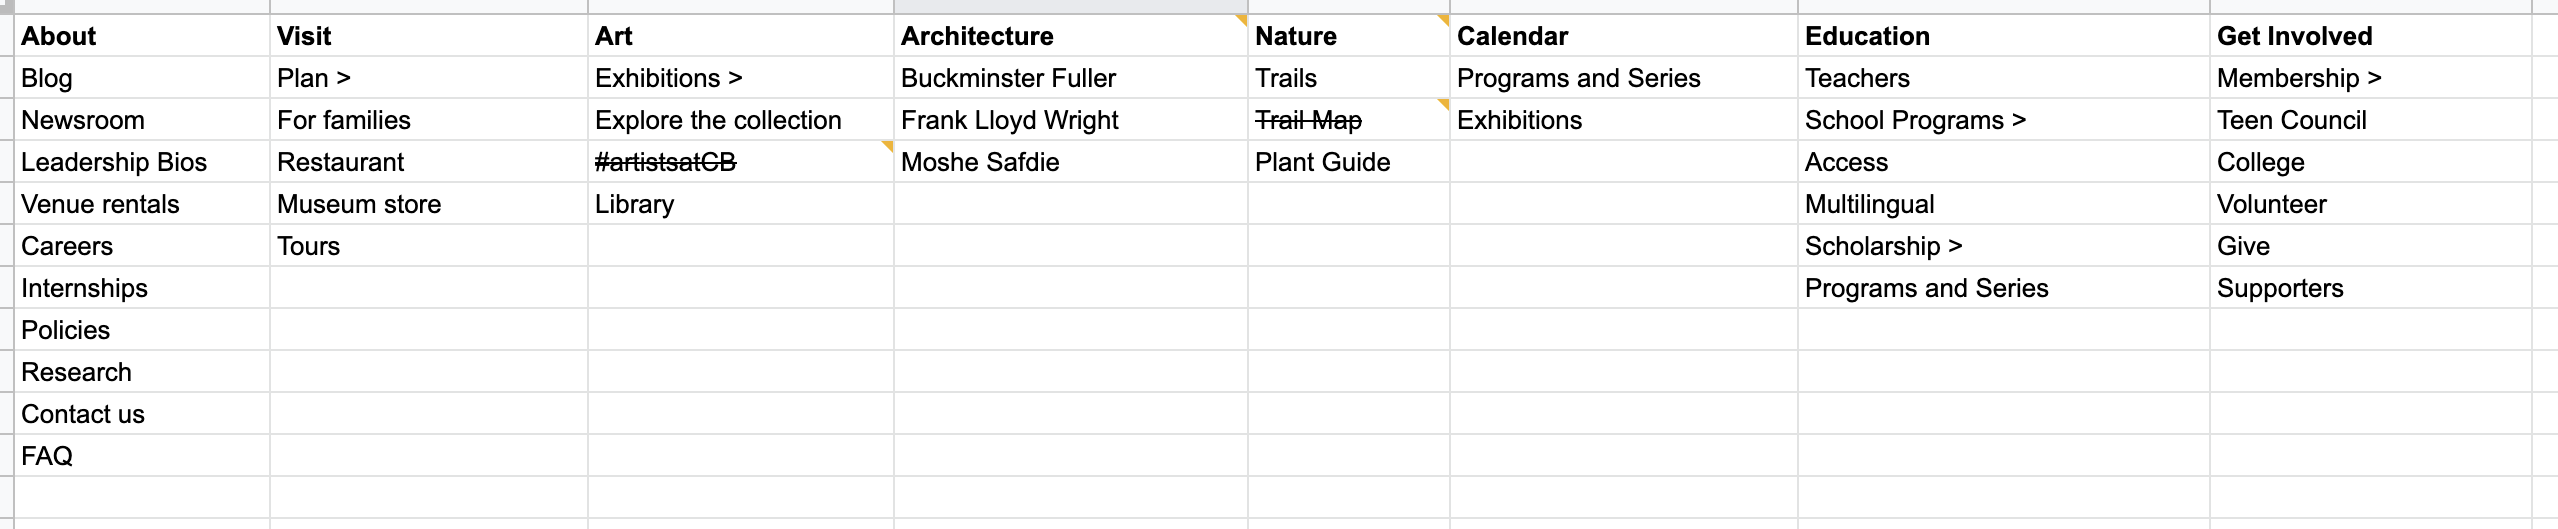 About Visit Art Architecture Nature Calendar Education Get Involved
Blog Plan > Exhibitions > Buckminster Fuller Trails Programs and Series Teachers Membership >
Newsroom For families Explore the collection Frank Lloyd Wright Trail Map Exhibitions School Programs > Teen Council
Leadership Bios Restaurant #artistsatCB Moshe Safdie Plant Guide Access College
Venue rentals Museum store Library Multilingual Volunteer
Careers Tours Scholarship > Give
Internships Programs and Series Supporters
Policies
Research
Contact us
FAQ